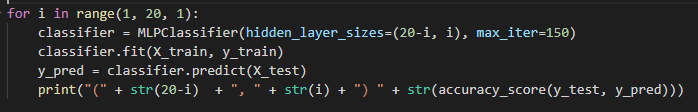 for i in range(1, 20, 1):
    classifier = MLPClassifier(hidden_layer_sizes=(20-i, i), max_iter=150)
    classifier.fit(X_train, y_train)
    y_pred = classifier.predict(X_test)
    print("(" + str(20-i)  + ", " + str(i) + ") " + str(accuracy_score(y_test, y_pred)))